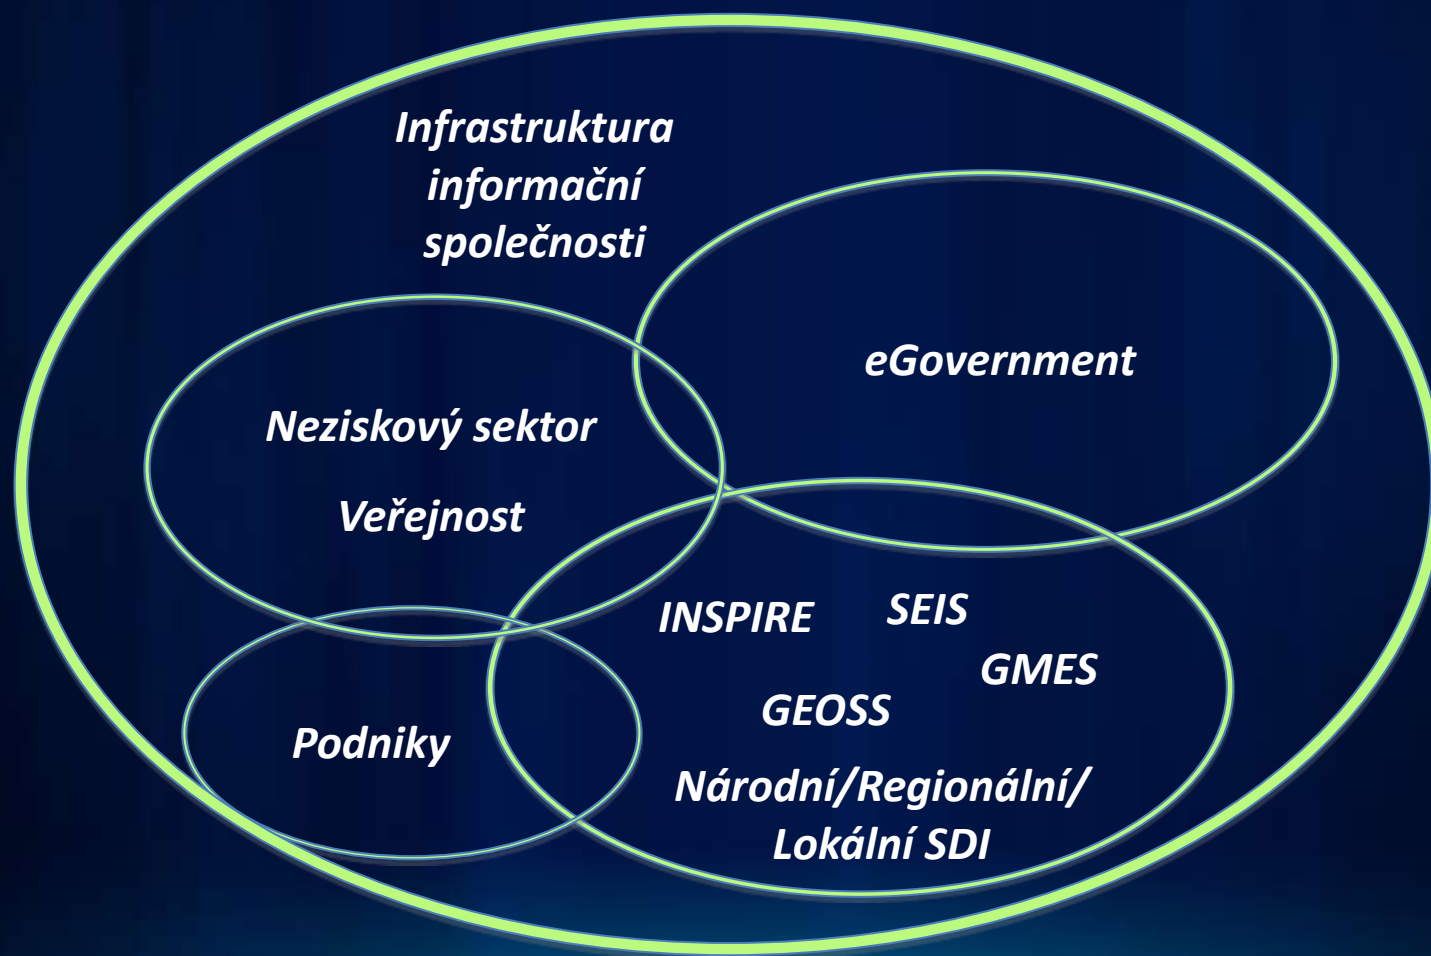 Infrastruktura
informační
společnosti
eGovernment
Neziskový sektor
Veřejnost
INSPIRE
SEIS
GMES
GEOSS
Podniky
Národní/Regionální/
Lokální SDI